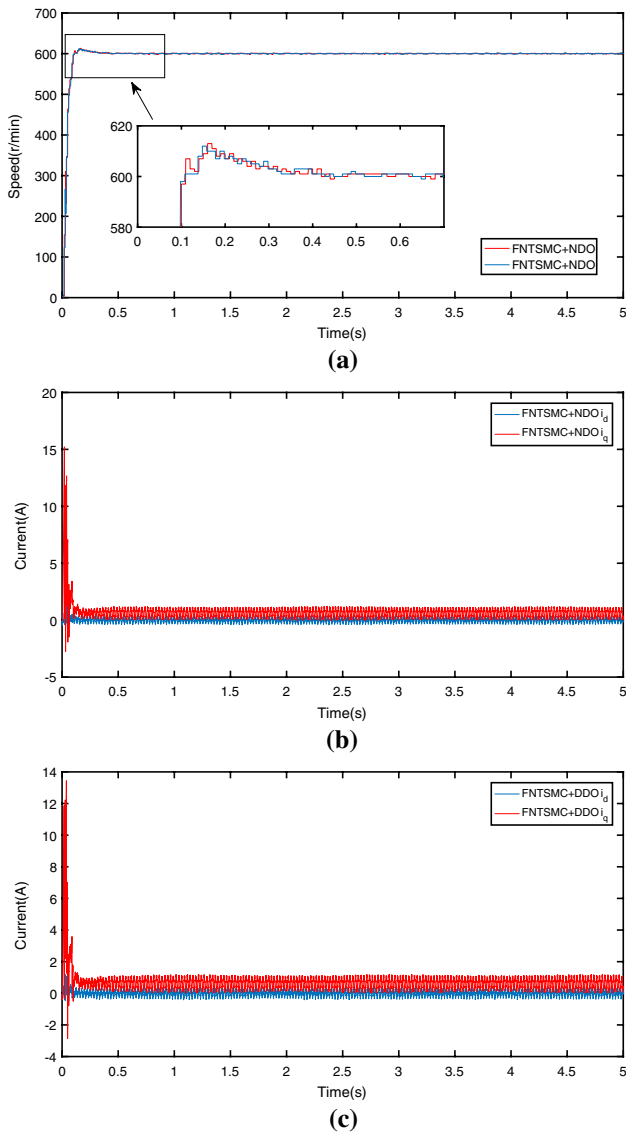 700
600
500
400
300
200
100
0
Speed(r/min)
620
600
580
0 0.1 0.2 0.3 0.4 0.5 0.6
FNTSMC+NDO
FNTSMC+NDO
0 0.5 1 1.5 2 2.5 3 3.5 4 4.5 5
Time(s)
(a)
20
15
10
5
0
-5
Current(A)
FNTSMC+NDO i_d
FNTSMC+NDO i_q
0 0.5 1 1.5 2 2.5 3 3.5 4 4.5 5
Time(s)
(b)
14
12
10
8
6
4
2
0
-2
-4
Current(A)
FNTSMC+DDO i_d
FNTSMC+DDO i_q
0 0.5 1 1.5 2 2.5 3 3.5 4 4.5 5
Time(s)
(c)